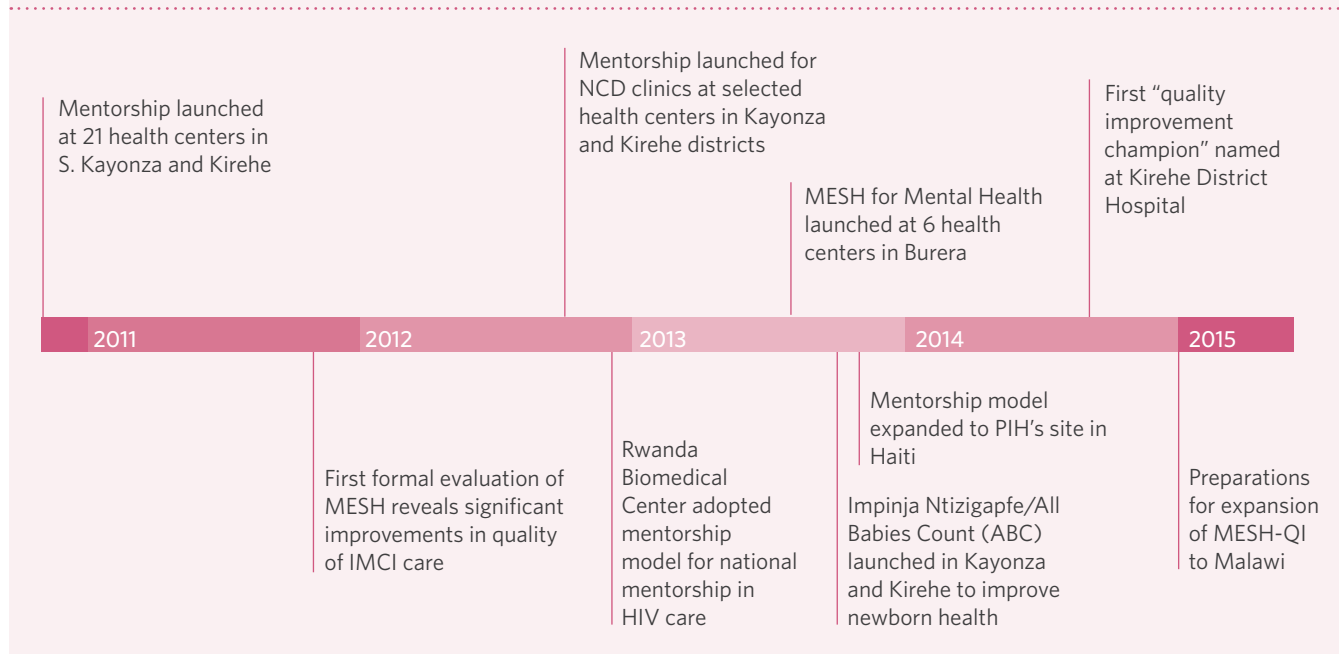 Mentorship launched
at 21 health centers in
S. Kayonza and Kirehe
Mentorship launched for
NCD clinics at selected
health centers in Kayonza
and Kirehe districts
MESH for Mental Health
launched at 6 health
centers in Burera
First “quality
improvement
champion” named
at Kirehe District
Hospital
2011
2012
2013
2014
2015
First formal evaluation of
MESH reveals significant
improvements in quality
of IMCI care
Rwanda
Biomedical
Center adopted
mentorship
model for national
mentorship in
HIV care
Impinja Ntizigapfe/All
Babies Count (ABC)
launched in Kayonza
and Kirehe to improve
newborn health
Mentorship model
expanded to PIH’s site in
Haiti
Preparations
for expansion
of MESH-QI
to Malawi